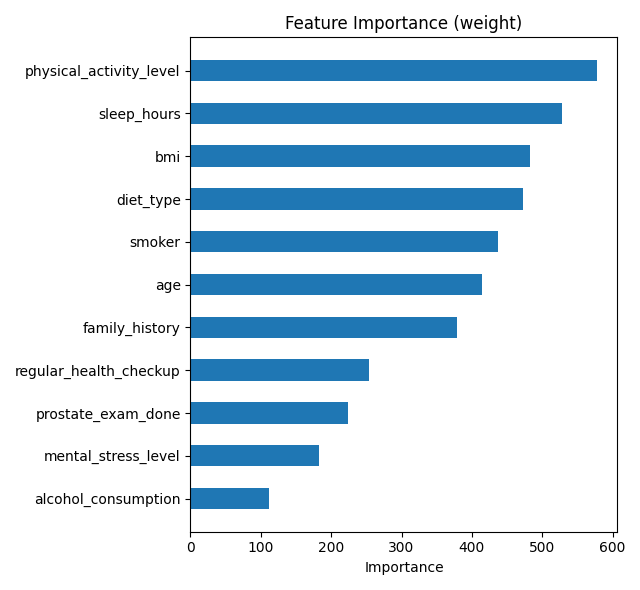 Feature Importance (weight)
physical_activity_level
sleep_hours
bmi
diet_type
smoker
age
family_history
regular_health_checkup
prostate_exam_done
mental_stress_level
alcohol_consumption
0 100 200 300 400 500 600
Importance